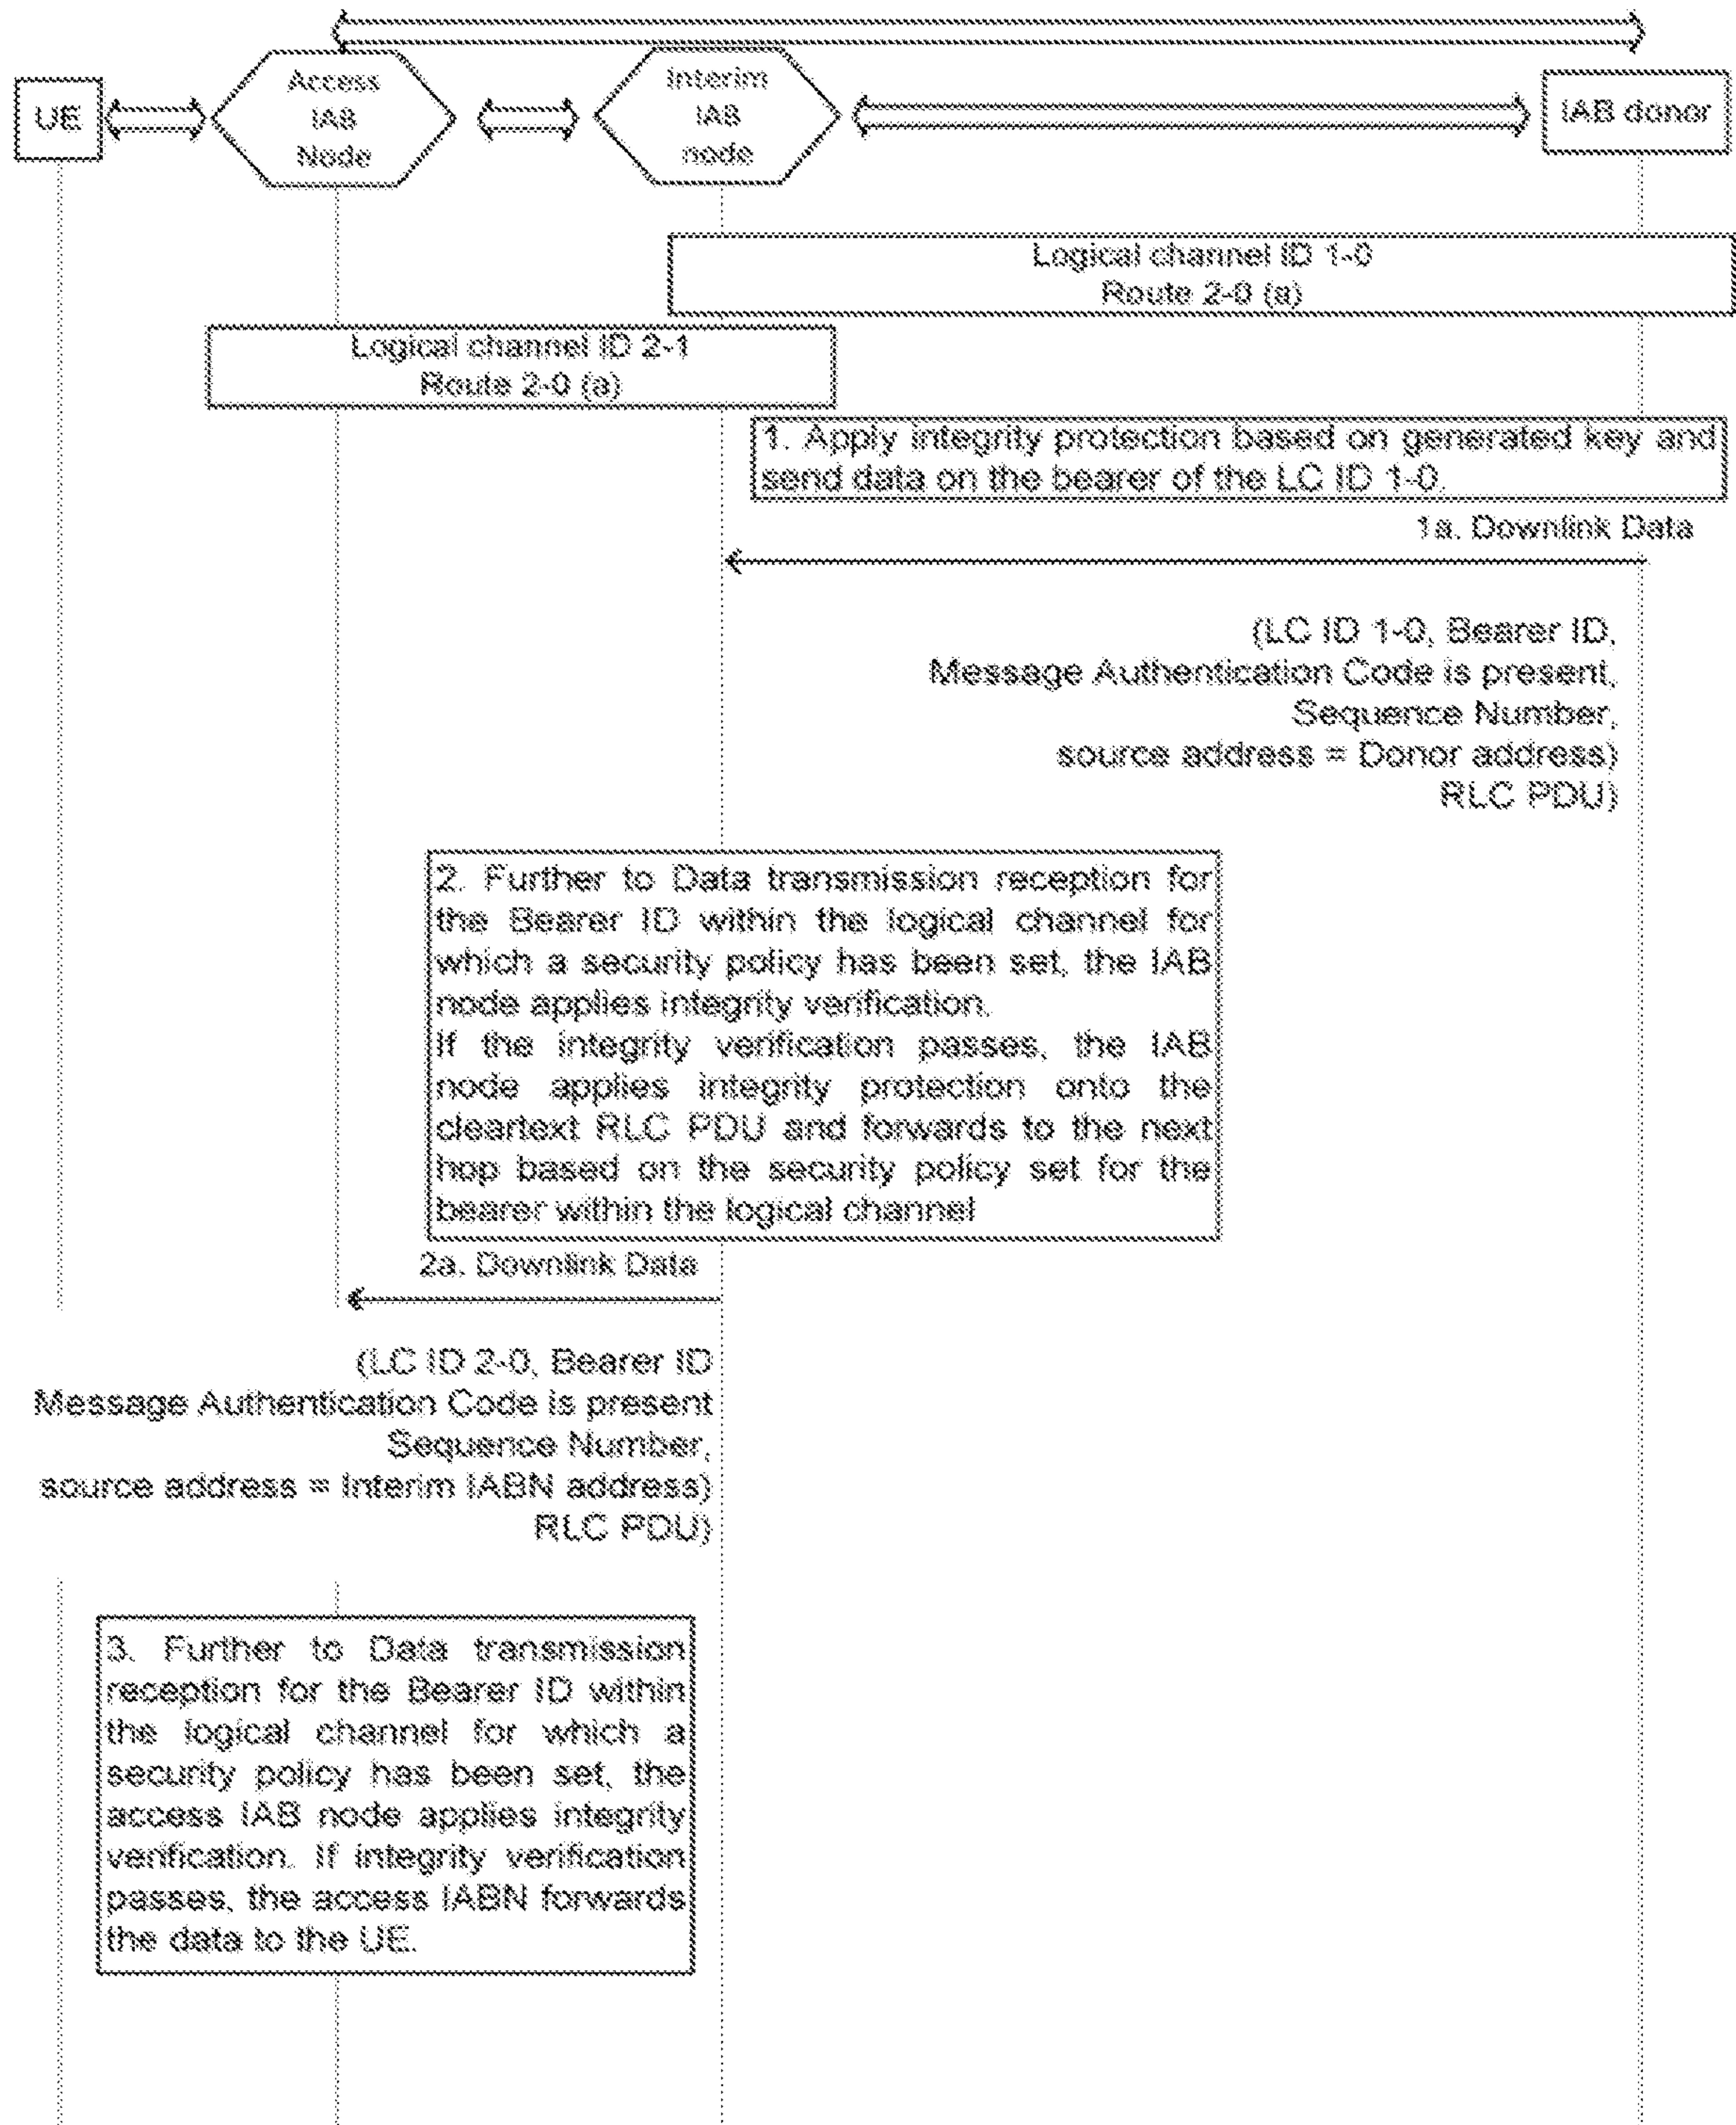 UE
Access
IAB
Node
Interim
IAB
node
IAB donor
Logical channel ID 1-0
Route 2-0 (a)
Logical channel ID 2-1
Route 2-0 (a)
1. Apply integrity protection based on generated key and
send data on the bearer of the LC ID 1-0.
1a. Downlink Data
(LC ID 1-0, Bearer ID,
Message Authentication Code is present,
Sequence Number,
source address = Donor address)
RLC PDU)
2. Further to Data transmission reception for
the Bearer ID within the logical channel for
which a security policy has been set, the IAB
node applies integrity verification.
If the integrity verification passes, the IAB
node applies integrity protection onto the
cleartext RLC PDU and forwards to the next
hop based on the security policy set for the
bearer within the logical channel
2a. Downlink Data
(LC ID 2-0, Bearer ID
Message Authentication Code is present
Sequence Number,
source address = Interim IABN address)
RLC PDU)
3. Further to Data transmission
reception for the Bearer ID within
the logical channel for which a
security policy has been set, the
access IAB node applies integrity
verification. If integrity verification
passes, the access IABN forwards
the data to the UE.